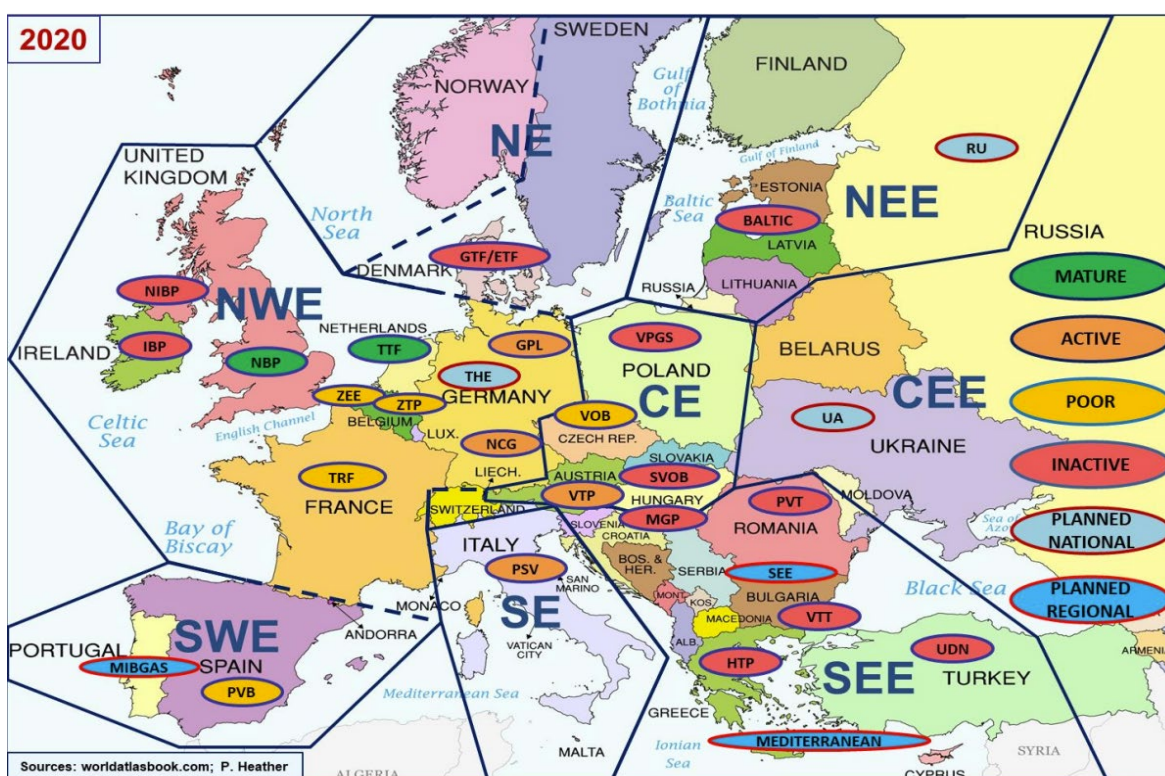 2020
SWEDEN
FINLAND
NORWAY
Gulf
of
Bothnia
NE
UNITED
KINGDOM
Gulf of Finland
RU
ESTONIA
NEE
North
Sea
Baltic
Sea
BALTIC
LATVIA
RUSSIA
DENMARK
GTF/ETF
LITHUANIA
RUSSIA
MATURE
NIBP
NWE
NETHERLANDS
IRELAND
IBP
NBP
TTF
GPL
VPGS
POLAND
BELARUS
ACTIVE
THE
GERMANY
CE
CEE
ZEE
ZTP
BELGIUM
POOR
Celtic
Sea
English Channel
LUX.
VOB
CZECH REP.
UA
UKRAINE
NCG
SLOVAKIA
INACTIVE
TRF
FRANCE
LIECH.
AUSTRIA
SVOB
VTP
HUNGARY
PVT
MOLDOVA
SWITZERLAND
MGP
ROMANIA
Sea of
Azo
PLANNED
NATIONAL
Bay of
Biscay
ITALY
SLOVENIA
CROATIA
PSV
SAN
MARINO
BOS. &
HER.
SERBIA
SEE
BULGARIA
Black Sea
PLANNED
REGIONAL
MONACO
SE
MONT.
KOS.
VTT
ANDORRA
MACEDONIA
ALB.
PORTUGAL
SWE
SPAIN
MIBGAS
PVB
VATICAN
CITY
HTP
SEE
UDN
TURKEY
ARMENIA
Mediterranean Sea
GREECE
MALTA
Ionian
Sea
MEDITERRANEAN
SYRIA
CYPRUS
ALGERIA
Sources: worldatlasbook.com; P. Heather